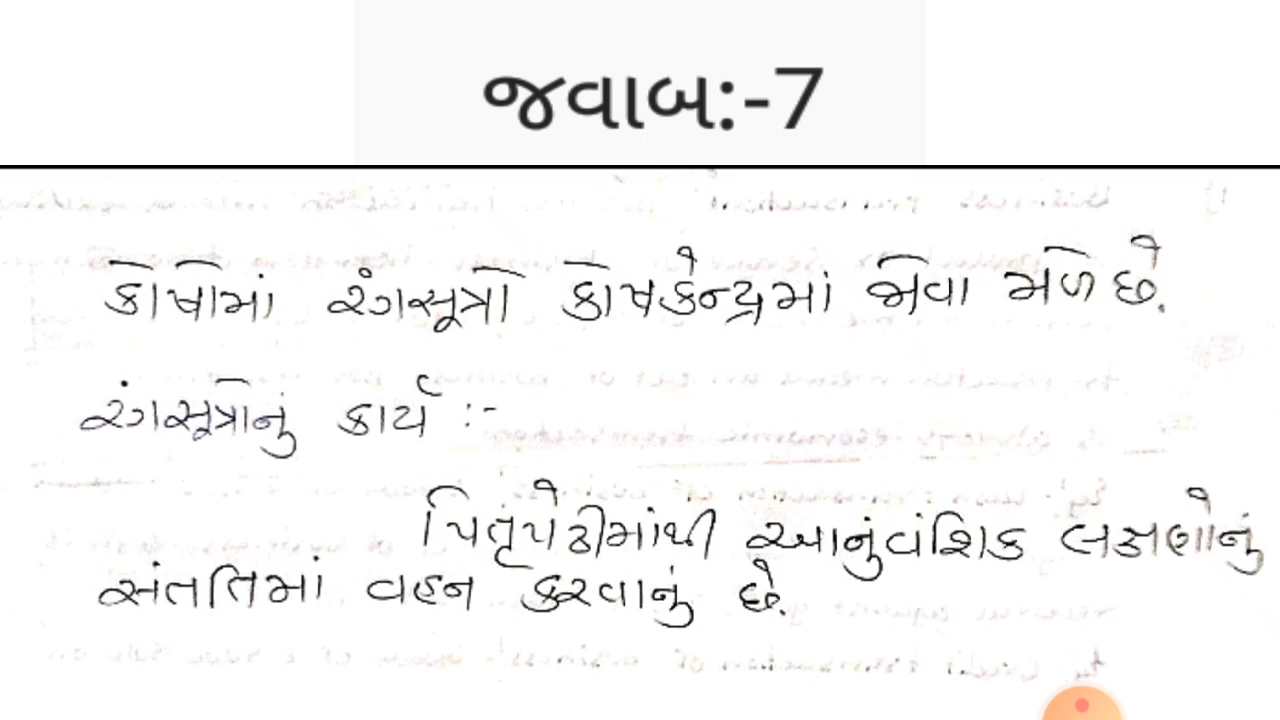 જવાબ:-7
કોષોમાં રંગસૂત્રો કોષકેન્દ્રમાં જોવા મળે છે.
રંગસૂત્રોનું કાર્ય :-
પિતૃપેઢીમાંથી આનુંવંશિક લક્ષણોનું
સંતતિમાં વહન કરવાનું છે.